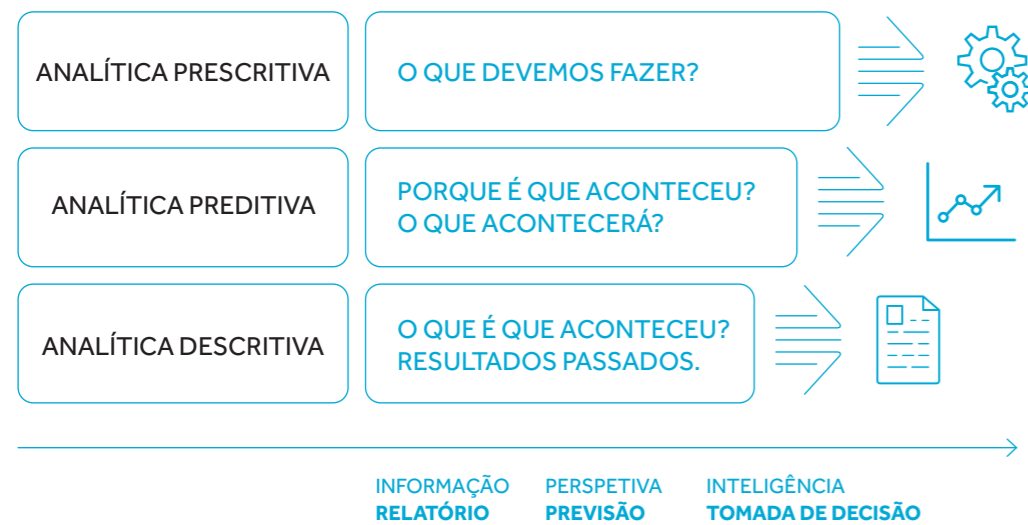 ANALÍTICA PRESCRITIVA
O QUE DEVEMOS FAZER?
ANALÍTICA PREDITIVA
PORQUE É QUE ACONTECEU?
O QUE ACONTECERÁ?
ANALÍTICA DESCRITIVA
O QUE É QUE ACONTECEU?
RESULTADOS PASSADOS.
INFORMAÇÃO
RELATÓRIO
PERSPETIVA
PREVISÃO
INTELIGÊNCIA
TOMADA DE DECISÃO